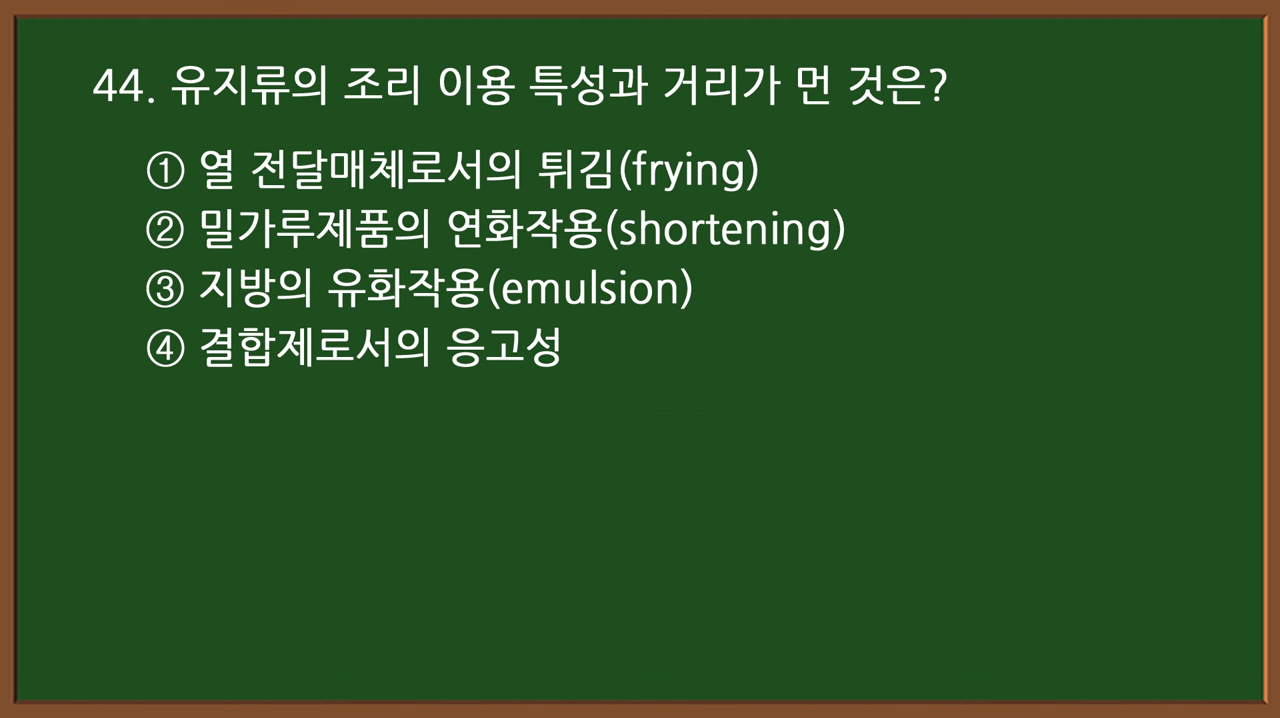 44. 유지류의 조리 이용 특성과 거리가 먼 것은?
① 열 전달매체로서의 튀김(frying)
② 밀가루제품의 연화작용(shortening)
③ 지방의 유화작용(emulsion)
④ 결합제로서의 응고성